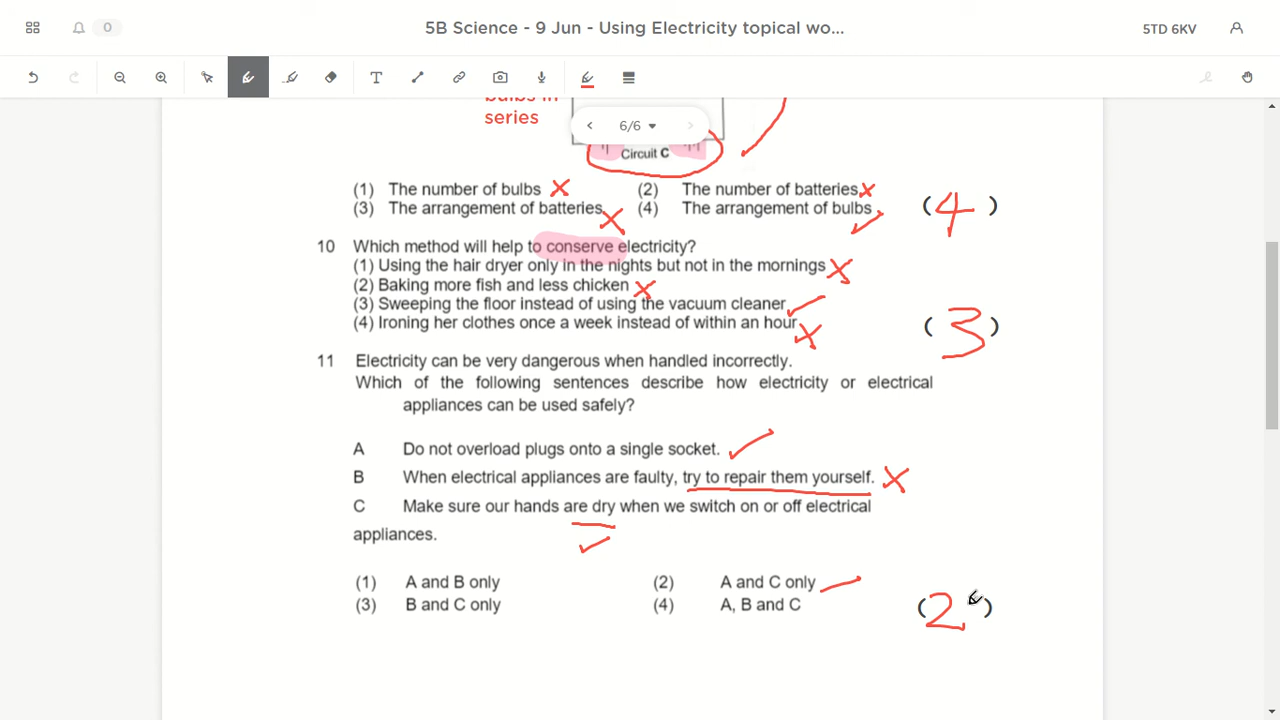 0
5B Science - 9 Jun - Using Electricity topical wo...
5TD 6KV
T
bulbs in
series
6/6
Circuit C
(1) The number of bulbs (2) The number of batteries
(3) The arrangement of batteries (4) The arrangement of bulbs (4)
10 Which method will help to conserve electricity?
(1) Using the hair dryer only in the nights but not in the mornings
(2) Baking more fish and less chicken
(3) Sweeping the floor instead of using the vacuum cleaner
(4) Ironing her clothes once a week instead of within an hour (3)
11 Electricity can be very dangerous when handled incorrectly.
Which of the following sentences describe how electricity or electrical
appliances can be used safely?
A Do not overload plugs onto a single socket.
B When electrical appliances are faulty, try to repair them yourself.
C Make sure our hands are dry when we switch on or off electrical
appliances.
(1) A and B only (2) A and C only
(3) B and C only (4) A, B and C (2)